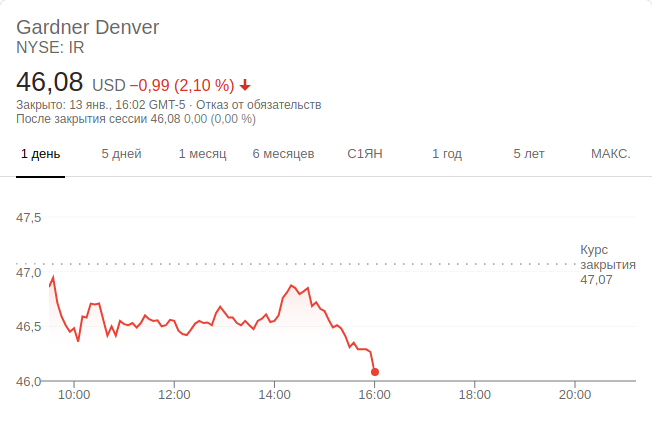 Gardner Denver
NYSE: IR
46,08 USD −0,99 (2,10 %)
Закрыто: 13 янв., 16:02 GMT-5 · Отказ от обязательств
После закрытия сессии 46,08 0,00 (0,00 %)
1 день 5 дней 1 месяц 6 месяцев С1ЯН 1 год 5 лет МАКС.
47,5
Курс
закрытия
47,07
47,0
46,5
46,0
10:00 12:00 14:00 16:00 18:00 20:00